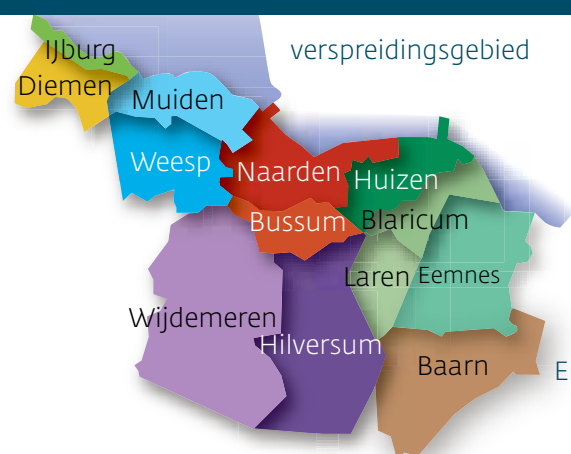 IJburg
verspreidingsgebied
Diemen
Muiden
Weesp
Naarden
Huizen
Bussum
Blaricum
Laren
Eemnes
Wijdemeren
Hilversum
Baarn
E